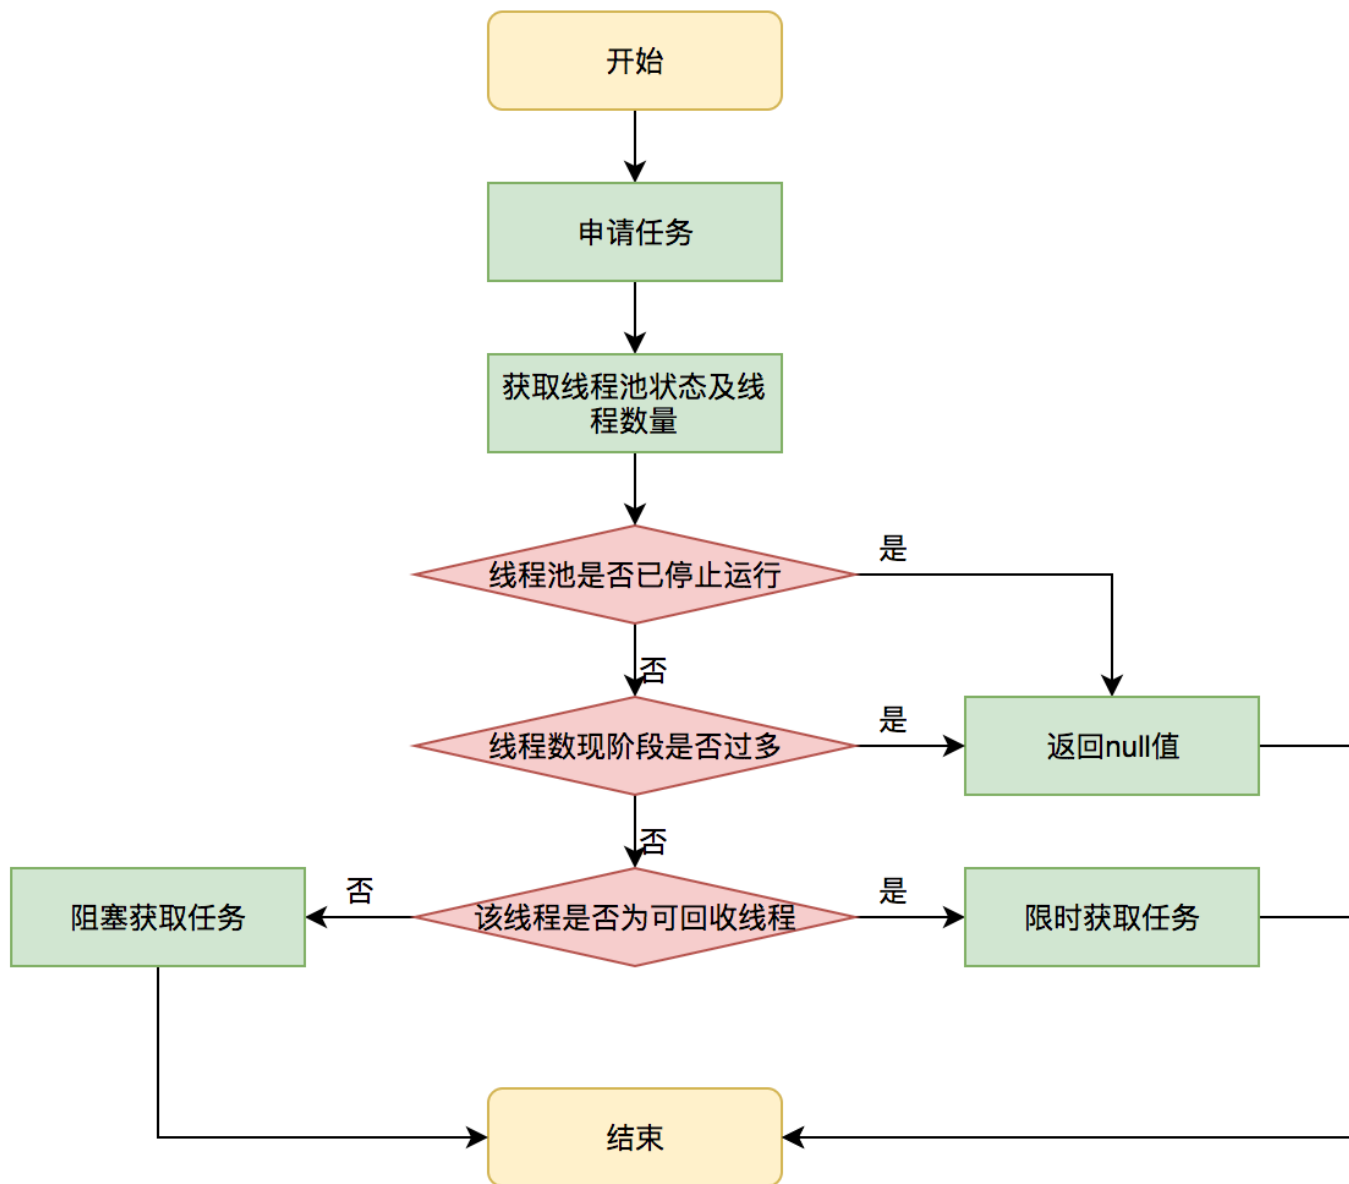 开始
申请任务
获取线程池状态及线
程数量
线程池是否已停止运行
是
否
线程数现阶段是否过多
是
返回null值
否
阻塞获取任务
否
该线程是否为可回收线程
是
限时获取任务
结束